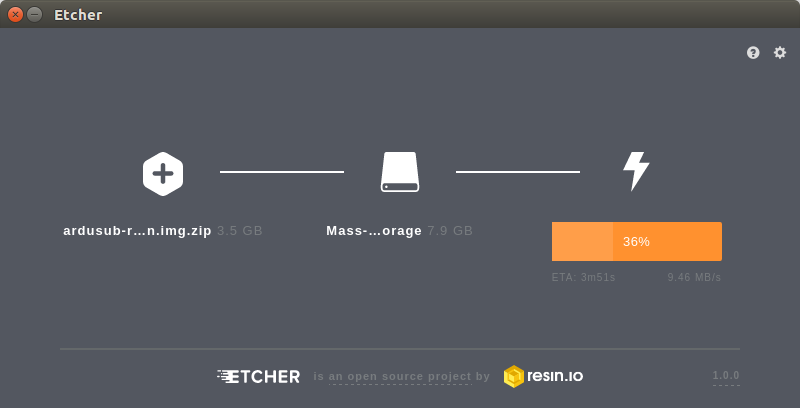 Etcher
ardusub-r...n.img.zip 3.5 GB
Mass-...orage 7.9 GB
36%
ETA: 3m51s
9.46 MB/s
ETCHER is an open source project by resin.io
1.0.0